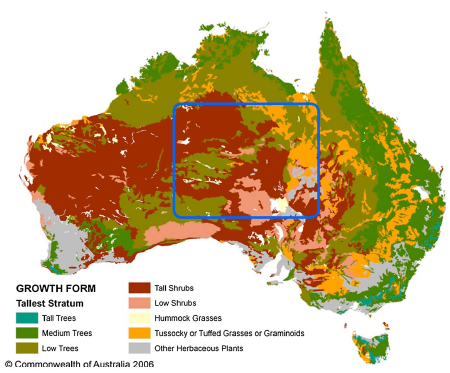 GROWTH FORM
Tallest Stratum
Tall Trees
Medium Trees
Low Trees
Tall Shrubs
Low Shrubs
Hummock Grasses
Tussocky or Tufted Grasses or Graminoids
Other Herbaceous Plants
© Commonwealth of Australia 2006